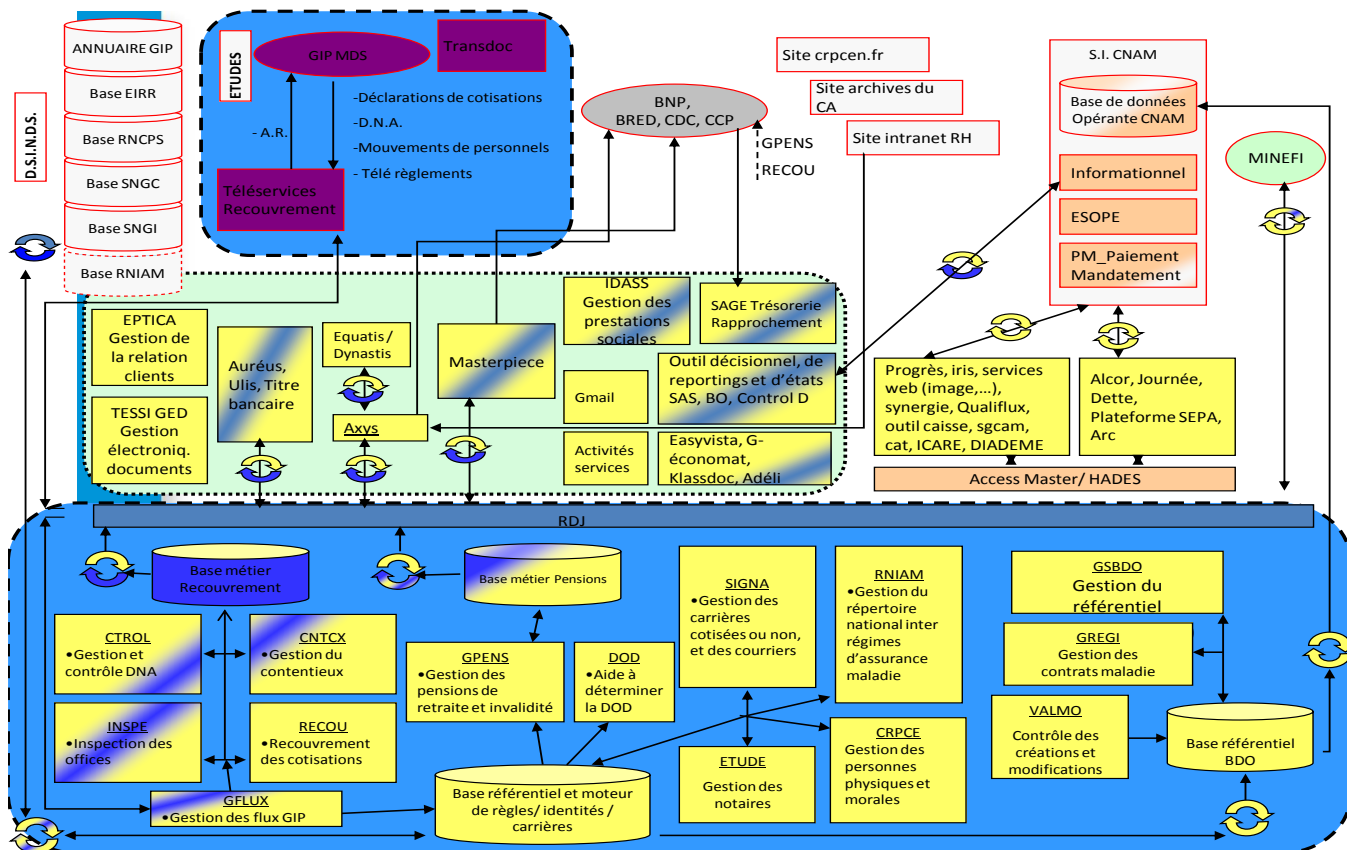 D.S.I.N.D.S.
ANNUAIRE GIP
Base EIRR
Base RNCPS
Base SNGC
Base SNGI
Base RNIAM
ETUDES
GIP MDS
Transdoc
- A.R.
-Déclarations de cotisations
-D.N.A.
-Mouvements de personnels
- Télé règlements
Téléservices
Recouvrement
BNP,
BRED, CDC, CCP
GPENS
RECOU
Site crpcen.fr
Site archives du
CA
Site intranet RH
S.I. CNAM
Base de données
Opérante CNAM
Informationnel
ESOPE
PM_Paiement
Mandatement
MINEFI
EPTICA
Gestion de
la relation
clients
TESSI GED
Gestion
électroniq.
documents
Auréus,
Ulis, Titre
bancaire
Equatis /
Dynastis
Axys
Masterpiece
IDASS
Gestion des
prestations
sociales
SAGE Trésorerie
Rapprochement
Gmail
Outil décisionnel, de
reportings et d'états
SAS, BO, Control D
Activités
services
Easyvista, G-
économat,
Klassdoc, Adéli
Progrès, iris, services
web (image,...),
synergie, Qualiflux,
outil caisse, sgcam,
cat, ICARE, DIADEME
Alcor, Journée,
Dette,
Plateforme SEPA,
Arc
Access Master/ HADES
RDJ
Base métier
Recouvrement
Base métier Pensions
CTROL
•Gestion et
contrôle DNA
CNTCX
•Gestion du
contentieux
INSPE
•Inspection des
offices
RECOU
•Recouvrement
des cotisations
GFLUX
•Gestion des flux GIP
GPENS
•Gestion des
pensions de
retraite et invalidité
DOD
•Aide à
déterminer
la DOD
Base référentiel et moteur
de règles/ identités /
carrières
SIGNA
•Gestion des
carrières
cotisées ou non,
et des courriers
RNIAM
•Gestion du
répertoire
national inter
régimes
d'assurance
maladie
ETUDE
Gestion des
notaires
CRPCE
Gestion des
personnes
physiques et
morales
GSBDO
Gestion du
référentiel
GREGI
Gestion des
contrats maladie
VALMO
Contrôle des
créations et
modifications
Base référentiel
BDO